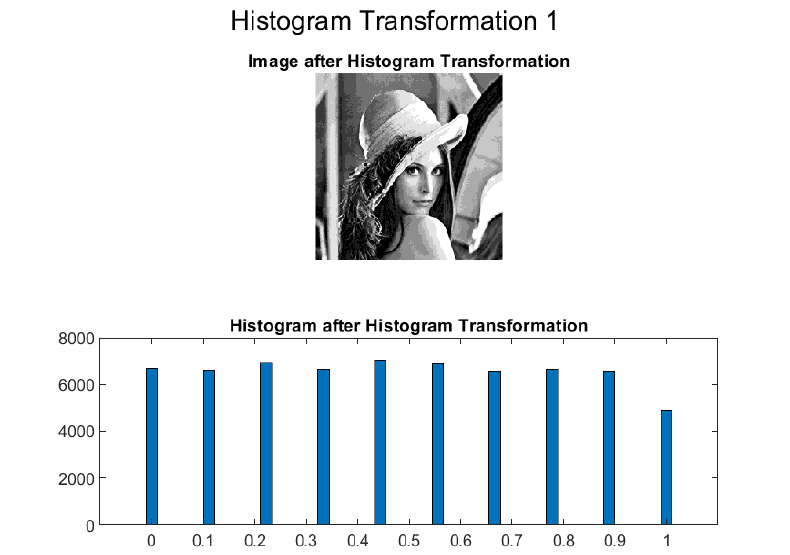 Histogram Transformation 1
Image after Histogram Transformation
Histogram after Histogram Transformation
8000
6000
4000
2000
0
0 0.1 0.2 0.3 0.4 0.5 0.6 0.7 0.8 0.9 1